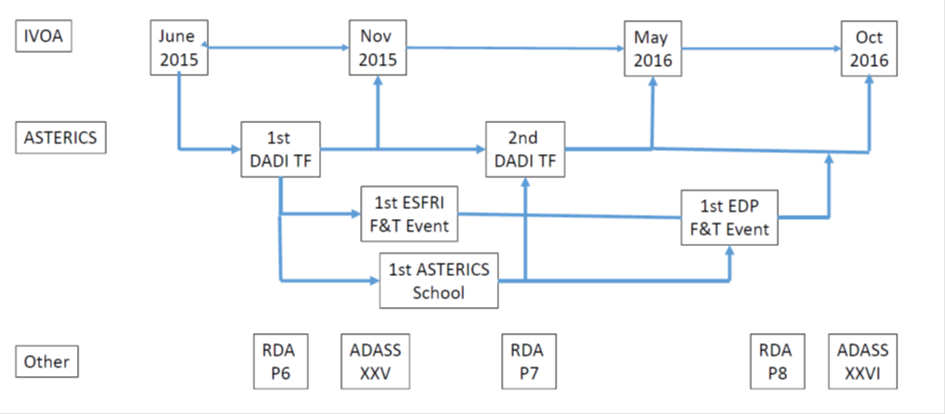 IVOA
June
2015
Nov
2015
May
2016
Oct
2016
ASTERICS
1st
DADI TF
2nd
DADI TF
1st ESFRI
F&T Event
1st EDP
F&T Event
1st ASTERICS
School
Other
RDA
P6
ADASS
XXV
RDA
P7
RDA
P8
ADASS
XXVI